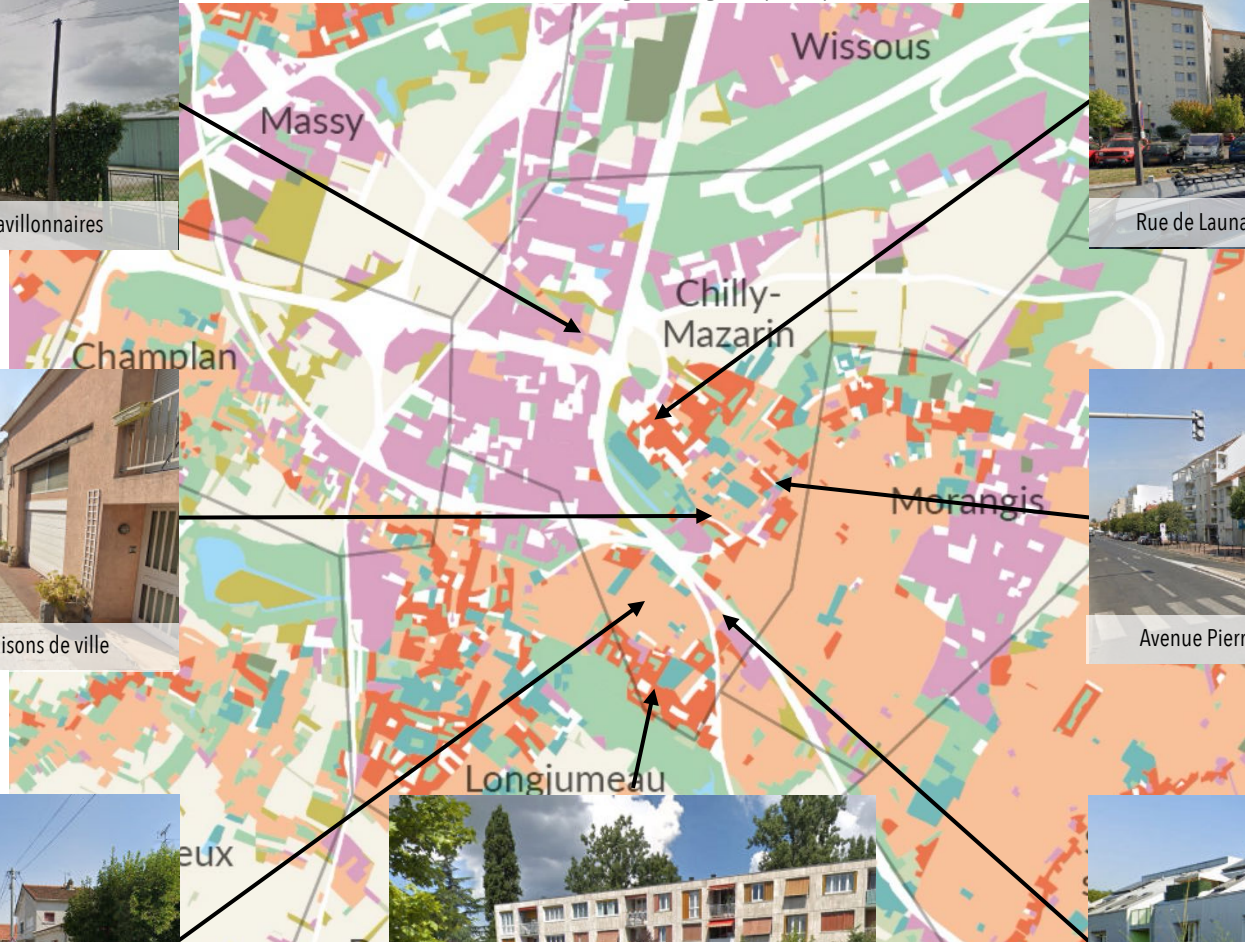 Wissous
Massy
avillonnaires
Rue de Launa
Chilly-
Mazarin
Champlan
Morangis
isons de ville
Avenue Pierr
Longjumeau
eux